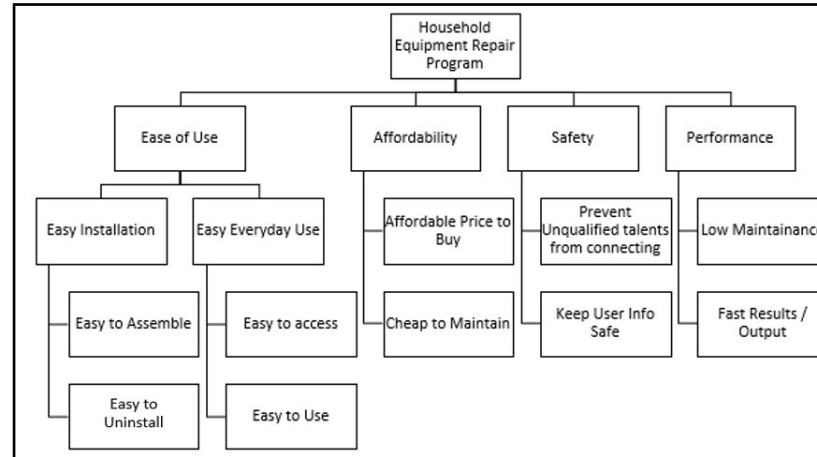 Household
Equipment Repair
Program
Ease of Use
Affordability
Safety
Performance
Easy Installation
Easy Everyday Use
Affordable Price to
Buy
Prevent
Unqualified talents
from connecting
Low Maintainance
Easy to Assemble
Easy to access
Cheap to Maintain
Keep User Info
Safe
Fast Results /
Output
Easy to
Uninstall
Easy to Use